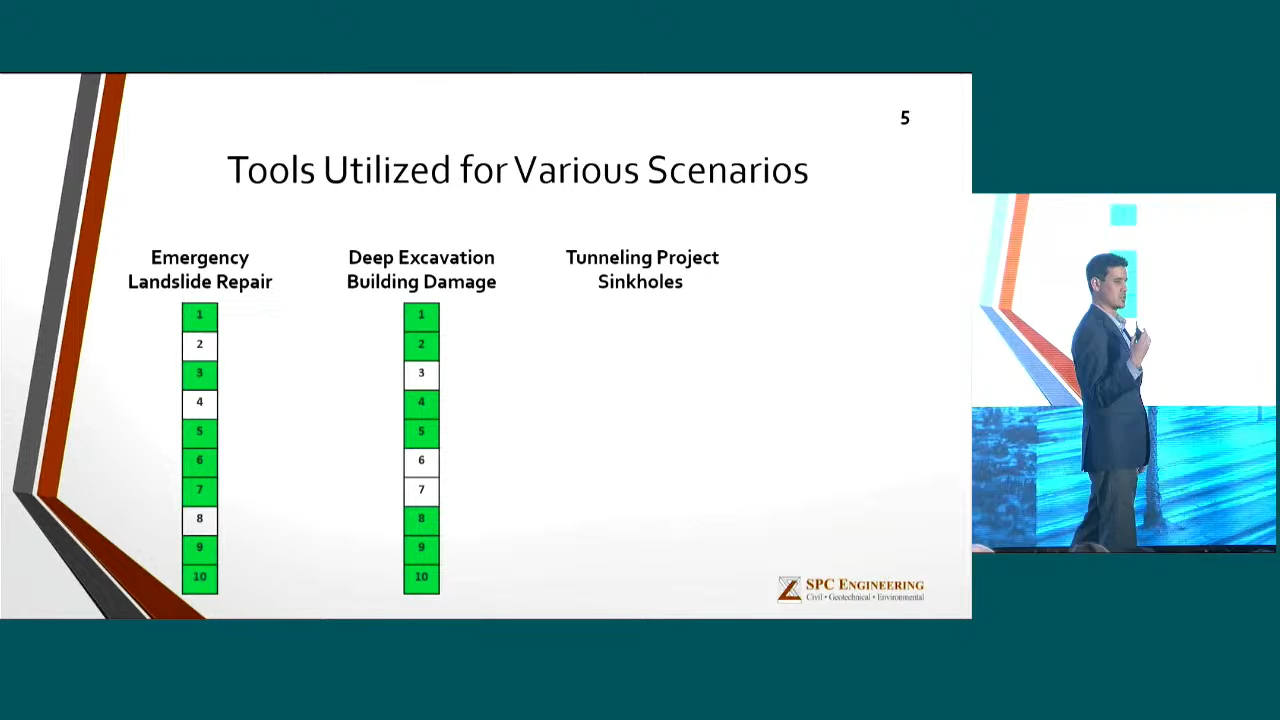 5
Tools Utilized for Various Scenarios
Emergency
Landslide Repair
Deep Excavation
Building Damage
Tunneling Project
Sinkholes
1
2
3
4
5
6
7
8
9
10
1
2
3
4
5
6
7
8
9
10
SPC ENGINEERING
Civil • Geotechnical • Environmental